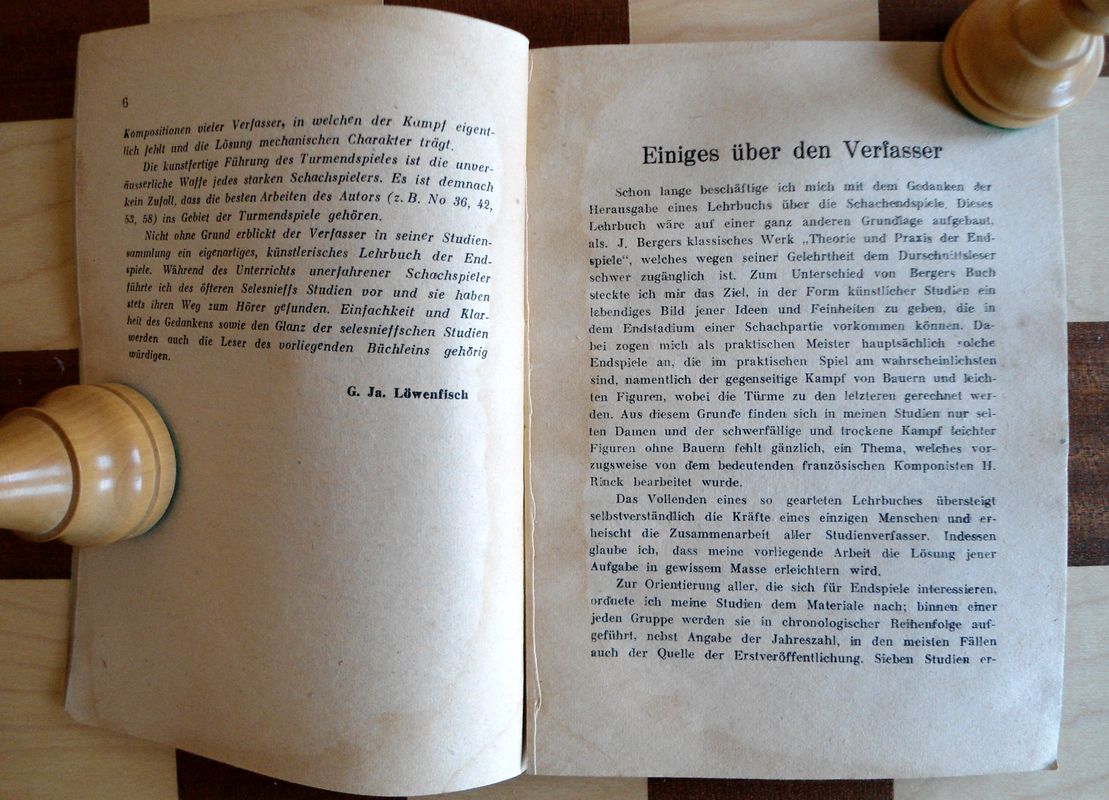 6
Kompositionen vieler Verfasser, in welchen der Kampf eigent-
lich fehlt und die Lösung mechanischen Charakter trägt.
Die kunstfertige Führung des Turmendspieles ist die unver-
äusserliche Waffe jedes starken Schachspielers. Es ist demnach
kein Zufall, dass die besten Arbeiten des Autors (z. B. No 36, 42,
53, 58) ins Gebiet der Turmendspiele gehören.
Nicht ohne Grund erblickt der Verfasser in seiner Studien-
sammlung ein eigenartiges, künstlerisches Lehrbuch der End-
spiele. Während des Unterrichts unerfahrener Schachspieler
führte ich des öfteren Selesnieffs Studien vor und sie haben
stets ihren Weg zum Hörer gefunden. Einfachkeit und Klar-
heit des Gedankens sowie den Glanz der selesnieffschen Studien
werden auch die Leser des vorliegenden Büchleins gehörig
würdigen.
G. Ja. Löwenfisch
Einiges über den Verfasser
Schon lange beschäftige ich mich mit dem Gedanken der
Herausgabe eines Lehrbuchs über die Schachendspiele. Dieses
Lehrbuch wäre auf einer ganz anderen Grundlage aufgebaut,
als. J. Bergers klassisches Werk „Theorie und Praxis der End-
spiele“, welches wegen seiner Gelehrtheit dem Durschnittsleser
schwer zugänglich ist. Zum Unterschied von Bergers Buch
steckte ich mir das Ziel, in der Form künstlicher Studien ein
lebendiges Bild jener Ideen und Feinheiten zu geben, die in
dem Endstadium einer Schachpartie vorkommen können. Da-
bei zogen mich als praktischen Meister hauptsächlich solche
Endspiele an, die im praktischen Spiel am wahrscheinlichsten
sind, namentlich der gegenseitige Kampf von Bauern und leich-
ten Figuren, wobei die Türme zu den letzteren gerechnet wer-
den. Aus diesem Grunde finden sich in meinen Studien nur sel-
ten Damen und der schwerfällige und trockene Kampf leichter
Figuren ohne Bauern fehlt gänzlich, ein Thema, welches vor-
zugsweise von dem bedeutenden französischen Komponisten H.
Rinck bearbeitet wurde.
Das Vollenden eines so gearteten Lehrbuches übersteigt
selbstverständlich die Kräfte eines einzigen Menschen und er-
heischt die Zusammenarbeit aller Studienverfasser. Indessen
glaube ich, dass meine vorliegende Arbeit die Lösung jener
Aufgabe in gewissem Masse erleichtern wird.
Zur Orientierung aller, die sich für Endspiele interessieren,
ordnete ich meine Studien dem Materiale nach; binnen einer
jeden Gruppe werden sie in chronologischer Reihenfolge auf-
geführt, nebst Angabe der Jahreszahl, in den meisten Fällen
auch der Quelle der Erstveröffentlichung. Sieben Studien er-